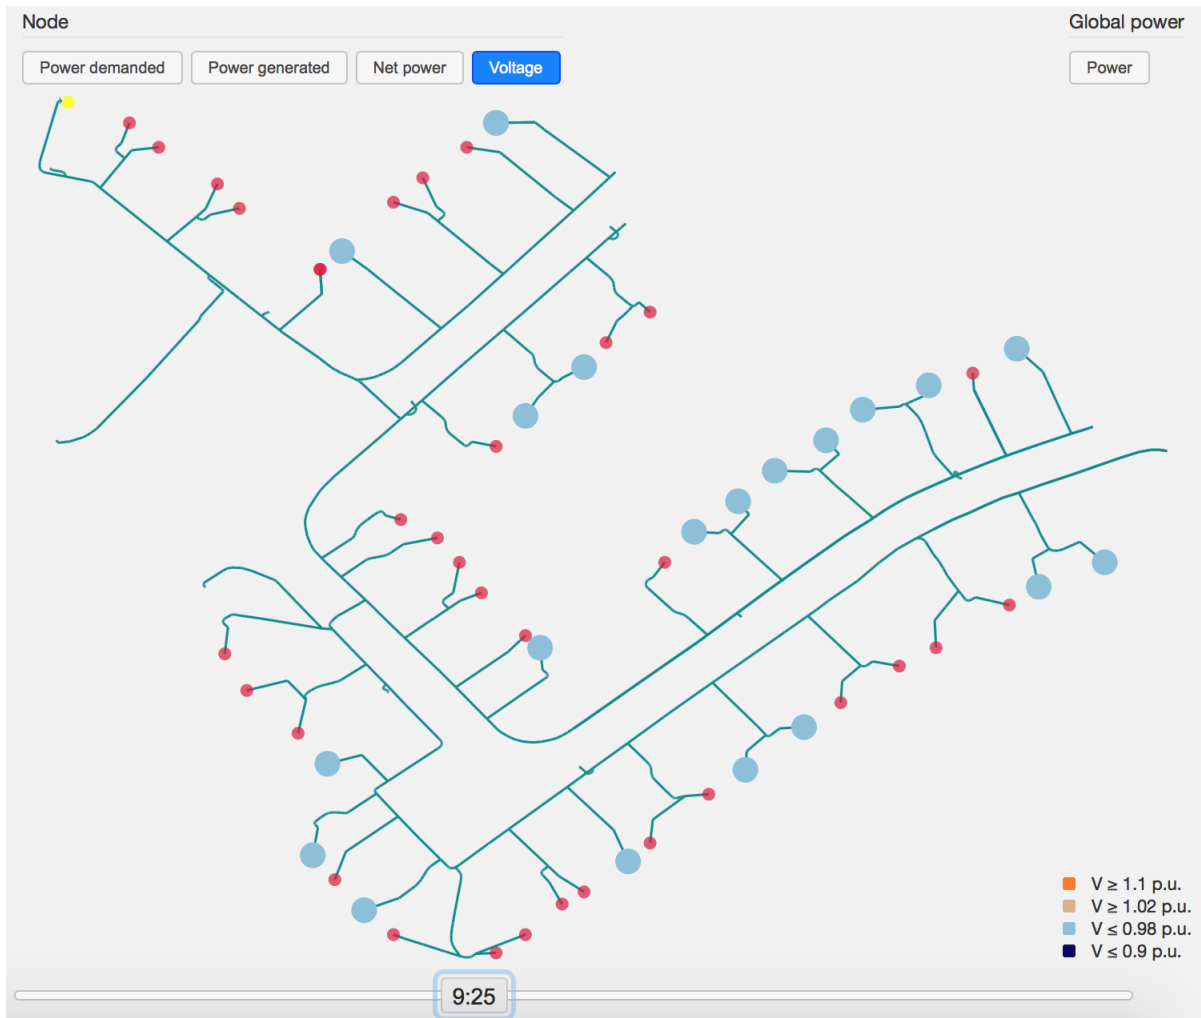 Node
Global power
Power demanded
Power generated
Net power
Voltage
Power
V ≥ 1.1 p.u.
V ≥ 1.02 p.u.
V ≤ 0.98 p.u.
V ≤ 0.9 p.u.
9:25